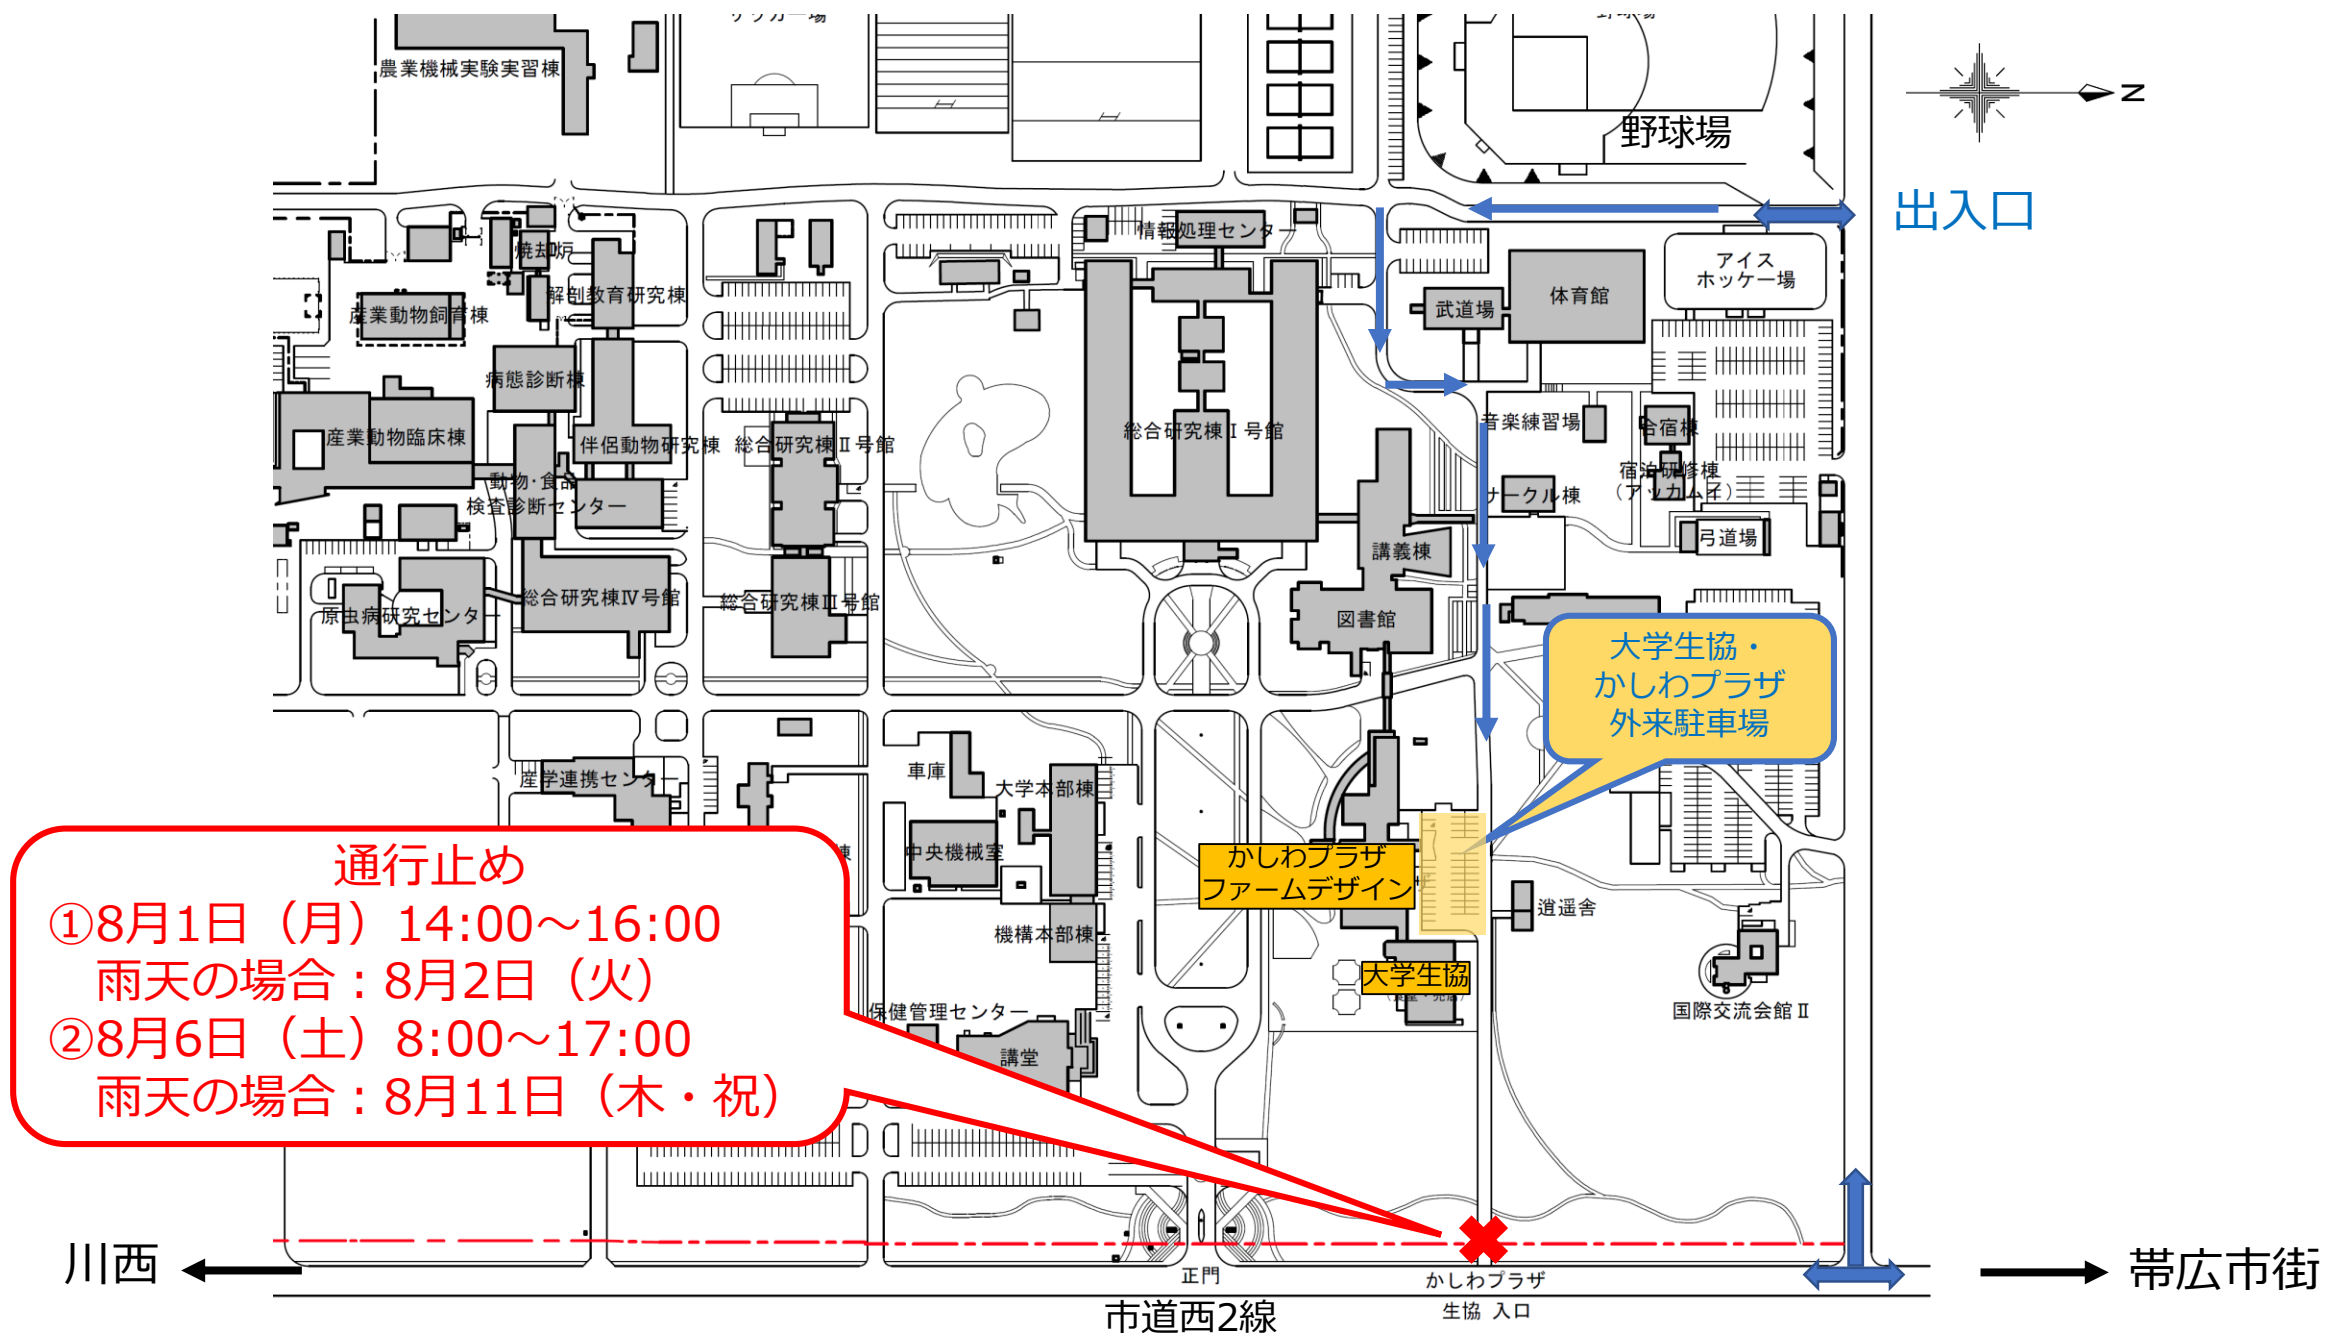 農業機械実験実習棟
野球場
N
出入口
情報処理センター
焼却炉
解剖教育研究棟
産業動物飼育棟
アイス
ホッケー場
体育館
武道場
病態診断棟
産業動物臨床棟
伴侶動物研究棟
総合研究棟Ⅱ号館
総合研究棟Ⅰ号館
音楽練習場
合宿棟
宿泊研修棟
（アッカムイ）
動物・食品
検査診断センター
サークル棟
弓道場
講義棟
原虫病研究センター
総合研究棟Ⅳ号館
総合研究棟Ⅲ号館
図書館
大学生協・
かしわプラザ
外来駐車場
産学連携センター
車庫
大学本部棟
中央機械室
かしわプラザ
ファームデザイン
逍遥舎
機構本部棟
大学生協
国際交流会館Ⅱ
保健管理センター
講堂
通行止め
①8月1日（月）14:00～16:00
雨天の場合：8月2日（火）
②8月6日（土）8:00～17:00
雨天の場合：8月11日（木・祝）
川西
正門
かしわプラザ
生協 入口
市道西2線
帯広市街